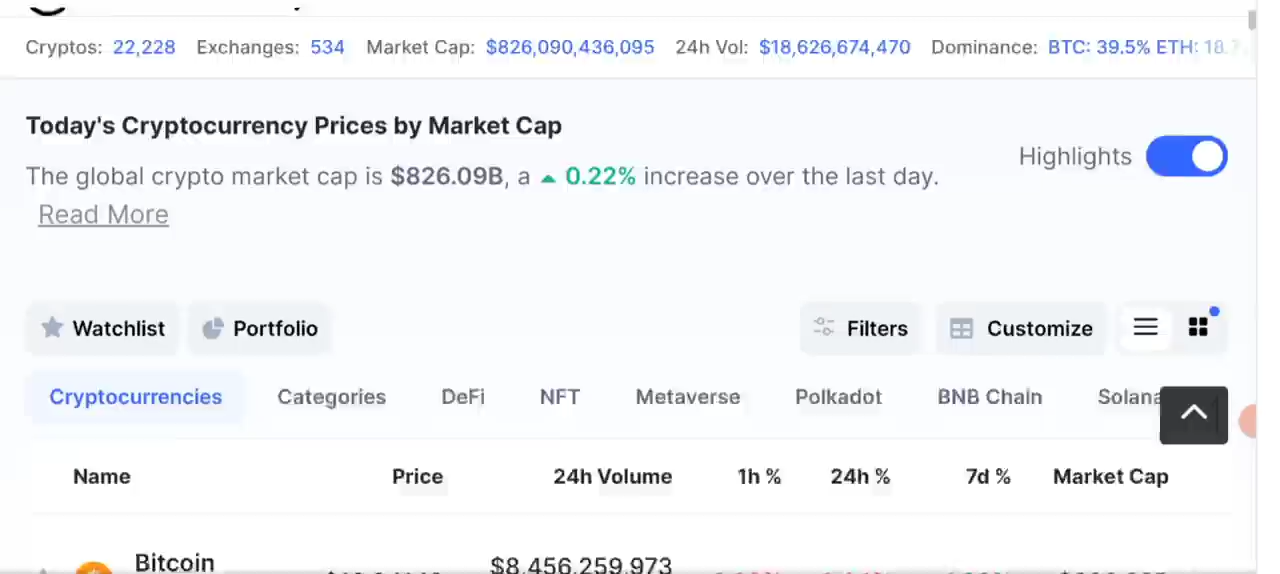 Cryptos: 22,228 Exchanges: 534 Market Cap: $826,090,436,095 24h Vol: $18,626,674,470 Dominance: BTC: 39.5% ETH: 18.7
Today's Cryptocurrency Prices by Market Cap
Highlights
The global crypto market cap is $826.09B, a 0.22% increase over the last day.
Read More
Watchlist Portfolio Filters Customize
Cryptocurrencies Categories DeFi NFT Metaverse Polkadot BNB Chain Solana
Name Price 24h Volume 1h % 24h % 7d % Market Cap
Bitcoin $8,456,259,973